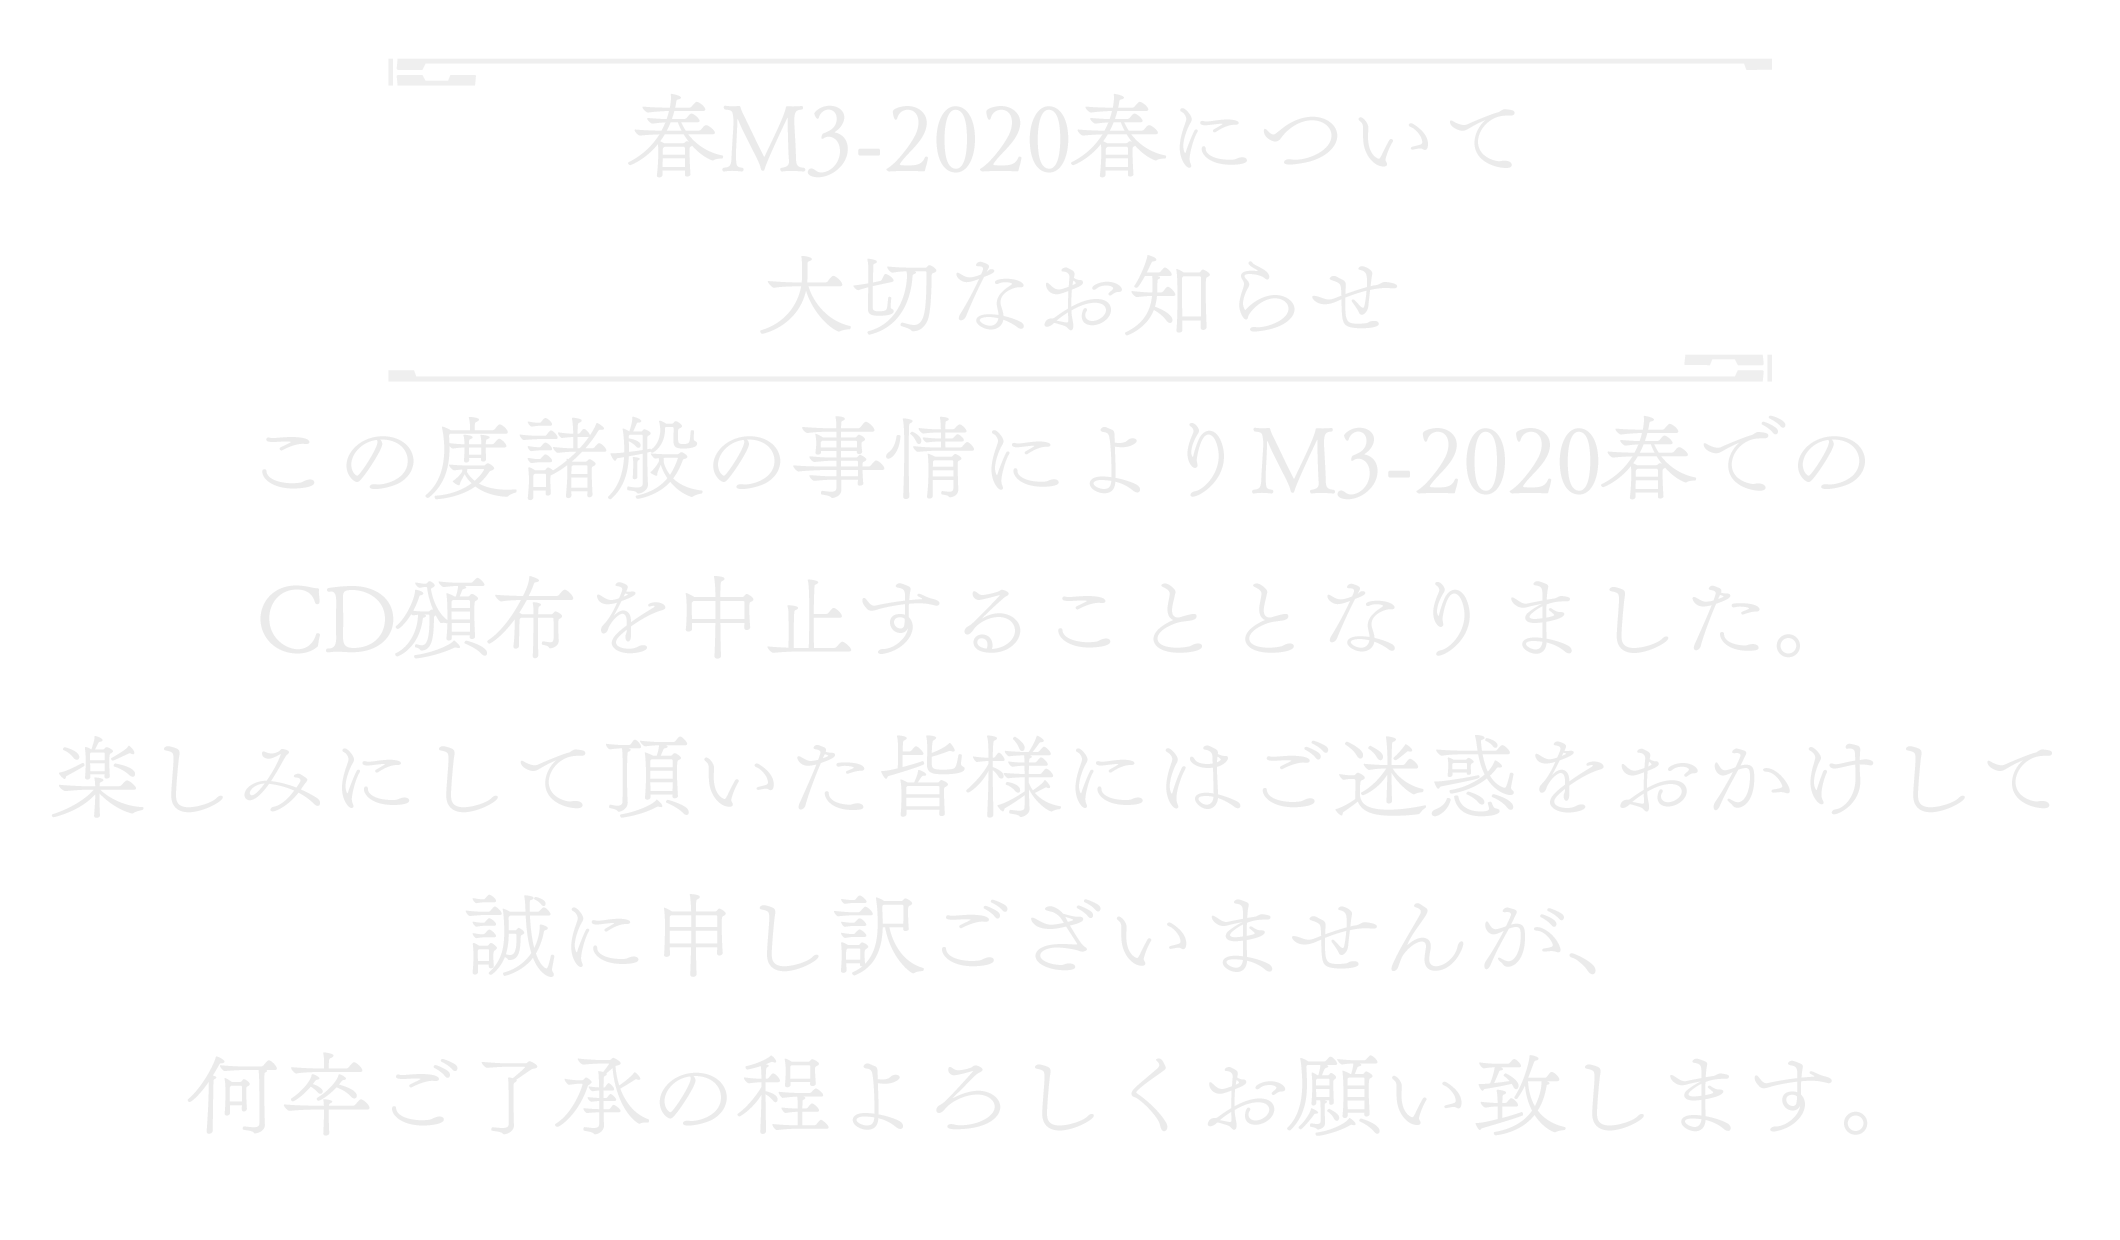 春M3-2020春について
大切なお知らせ
この度諸般の事情によりM3-2020春での
CD頒布を中止することとなりました。
楽しみにして頂いた皆様にはご迷惑をおかけして
誠に申し訳ございませんが、
何卒ご了承の程よろしくお願い致します。